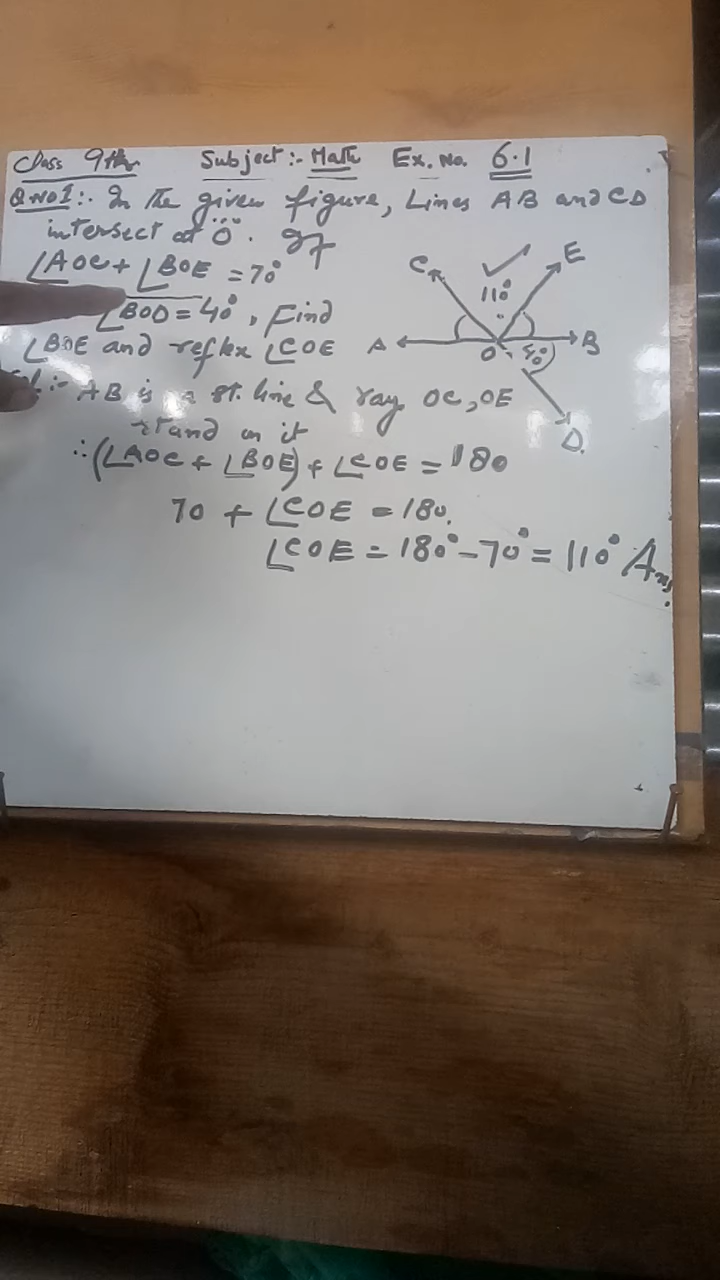 Class 9th Subject:- Math Ex. No. 6.1
Q.No1:. In the given figure, Lines AB and CD
intersect at "O". If
∠AOC + ∠BOE = 70°
∠BOD = 40°, Find
∠BOE and reflex ∠COE
Sol:- AB is a st. line & ray OC, OE
stand on it
∴ (∠AOC + ∠BOE) + ∠COE = 180
70 + ∠COE = 180.
∠COE = 180° - 70° = 110° Ans.
C E
110°
A O 40° B
D.